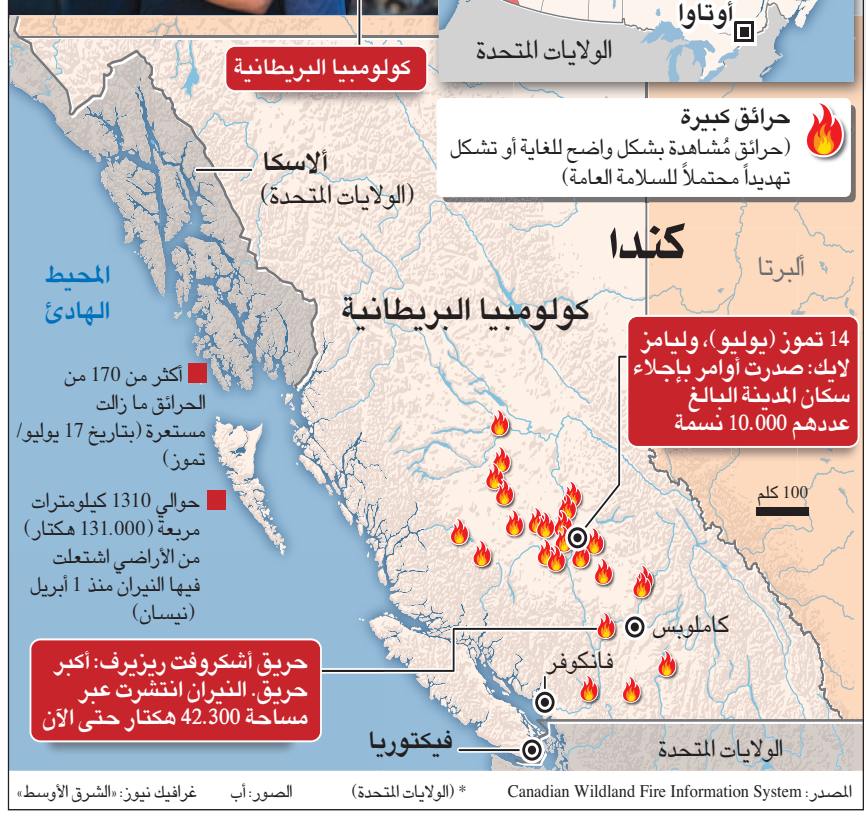 أوتاوا
الولايات المتحدة
كولومبيا البريطانية
حرائق كبيرة
(حرائق مُشاهدة بشكل واضح للغاية أو تشكل
تهديداً محتملاً للسلامة العامة)
ألاسكا
(الولايات المتحدة)
كندا
ألبرتا
المحيط
الهادئ
كولومبيا البريطانية
14 تموز (يوليو)، وليامز
لايك: صدرت أوامر بإجلاء
سكان المدينة البالغ
عددهم 10.000 نسمة
أكثر من 170 من
الحرائق ما زالت
مستعرة (بتاريخ 17 يوليو/
تموز)
100 كلم
حوالي 1310 كيلومترات
مربعة (131.000 هكتار)
من الأراضي اشتعلت
فيها النيران منذ 1 أبريل
(نيسان)
كاملوبس
حريق أشكروفت ريزيرف: أكبر
حريق. النيران انتشرت عبر
مساحة 42.300 هكتار حتى الآن
فانكوفر
فيكتوريا
الولايات المتحدة
المصدر: Canadian Wildland Fire Information System
* (الولايات المتحدة)
الصور: أب
غرافيك نيوز: «الشرق الأوسط»